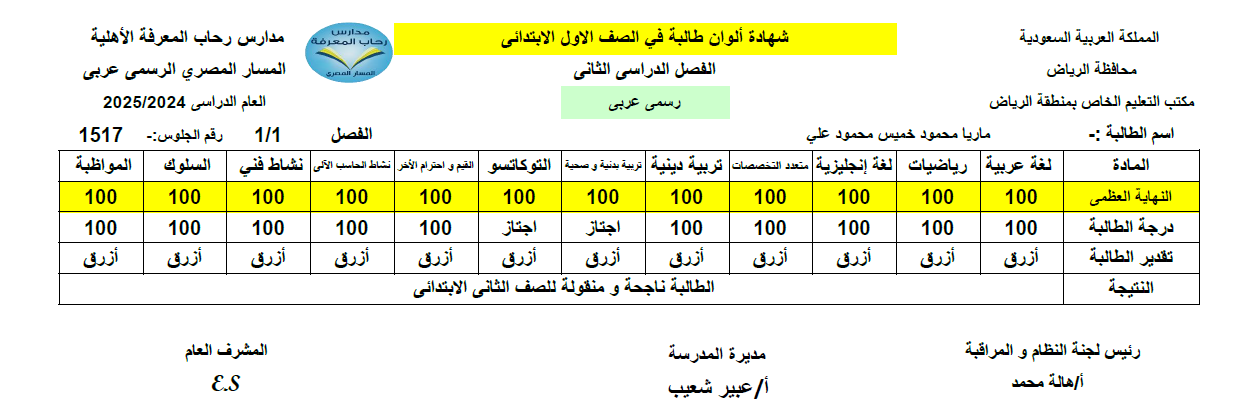 المملكة العربية السعودية
شهادة ألوان طالبة في الصف الاول الابتدائى
مدارس رحاب المعرفة الأهلية
مدارس
رحاب المعرفة
المسار المصرى
محافظة الرياض
الفصل الدراسى الثانى
المسار المصري الرسمى عربى
مكتب التعليم الخاص بمنطقة الرياض
رسمى عربى
العام الدراسى 2025/2024
اسم الطالبة :- ماريا محمود خميس محمود علي الفصل 1/1 رقم الجلوس:- 1517
المادة لغة عربية رياضيات لغة إنجليزية متعدد التخصصات تربية دينية تربية بدنية و صحية التوكاتسو القيم و احترام الأخر نشاط الحاسب الآلى نشاط فني السلوك المواظبة
النهاية العظمى 100 100 100 100 100 100 100 100 100 100 100 100
درجة الطالبة 100 100 100 100 100 اجتاز اجتاز 100 100 100 100 100
تقدير الطالبة أزرق أزرق أزرق أزرق أزرق أزرق أزرق أزرق أزرق أزرق أزرق أزرق
النتيجة الطالبة ناجحة و منقولة للصف الثانى الابتدائى
رئيس لجنة النظام و المراقبة
مديرة المدرسة
المشرف العام
أ/هالة محمد
أ/عبير شعيب
E.S